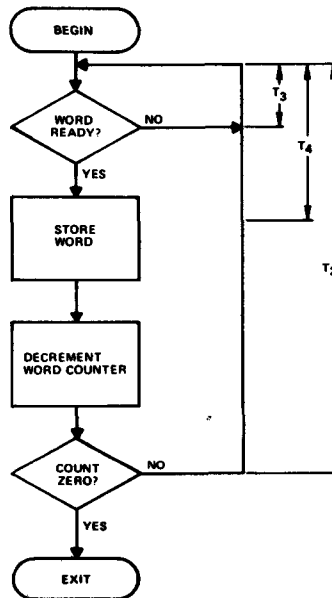 BEGIN
WORD
READY?
NO
YES
STORE
WORD
DECREMENT
WORD COUNTER
COUNT
ZERO?
NO
YES
EXIT
T3
T4